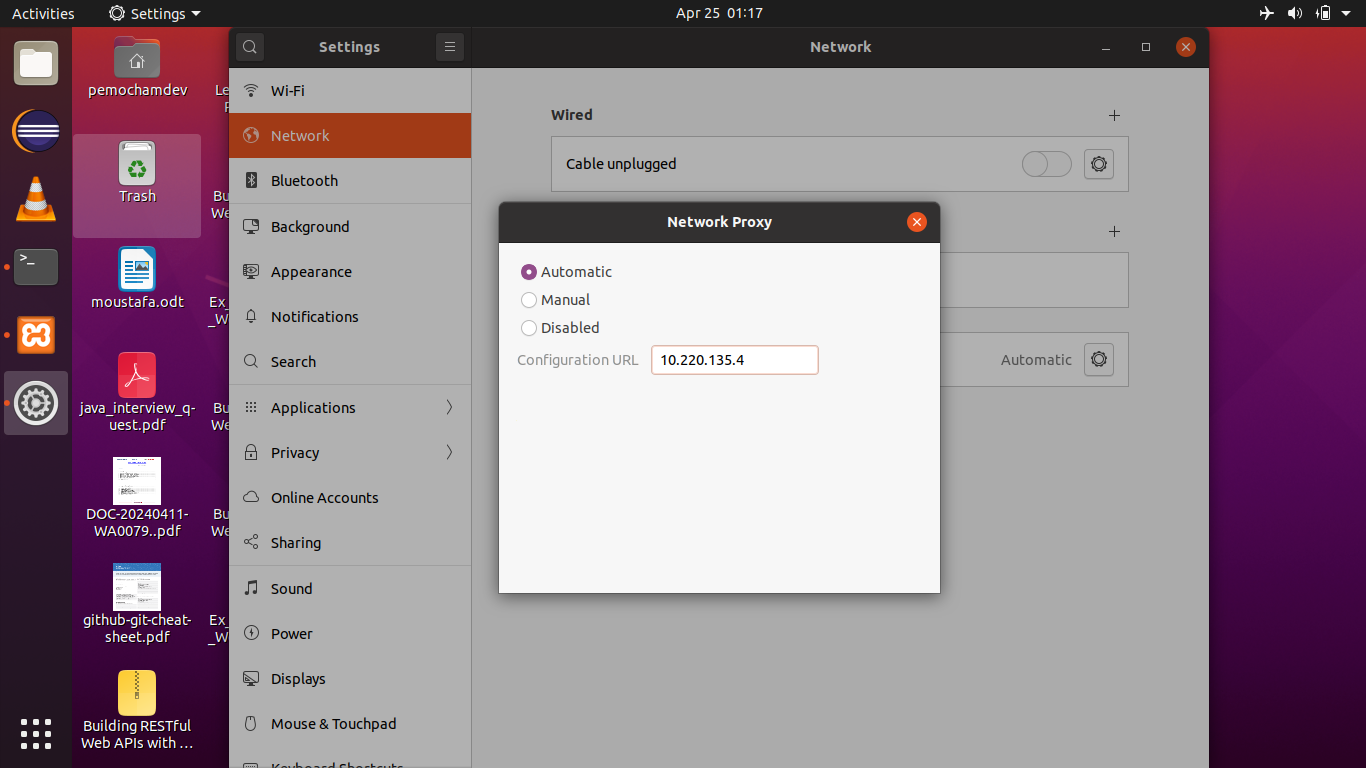 Activities
Settings
Apr 25 01:17
Settings
Network
pemochamdev
Trash
moustafa.odt
java_interview_q-
uest.pdf
DOC-20240411-
WA0079..pdf
github-git-cheat-
sheet.pdf
Building RESTful
Web APIs with …
Le
Bu
We
Ex_
_W
Bu
We
Bu
We
Ex_
_W
Wi-Fi
Network
Bluetooth
Background
Appearance
Notifications
Search
Applications
Privacy
Online Accounts
Sharing
Sound
Power
Displays
Mouse & Touchpad
Keyboard Shortcuts
Wired
Cable unplugged
Automatic
Network Proxy
Automatic
Manual
Disabled
Configuration URL 10.220.135.4